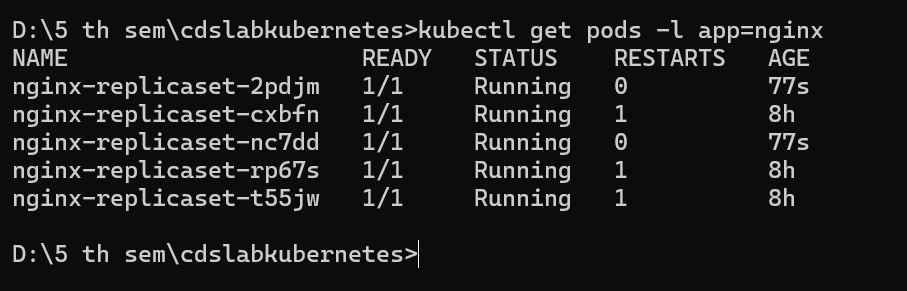 D:\5 th sem\cdslabkubernetes>kubectl get pods -l app=nginx
NAME READY STATUS RESTARTS AGE
nginx-replicaset-2pdjm 1/1 Running 0 77s
nginx-replicaset-cxbfn 1/1 Running 1 8h
nginx-replicaset-nc7dd 1/1 Running 0 77s
nginx-replicaset-rp67s 1/1 Running 1 8h
nginx-replicaset-t55jw 1/1 Running 1 8h
D:\5 th sem\cdslabkubernetes>